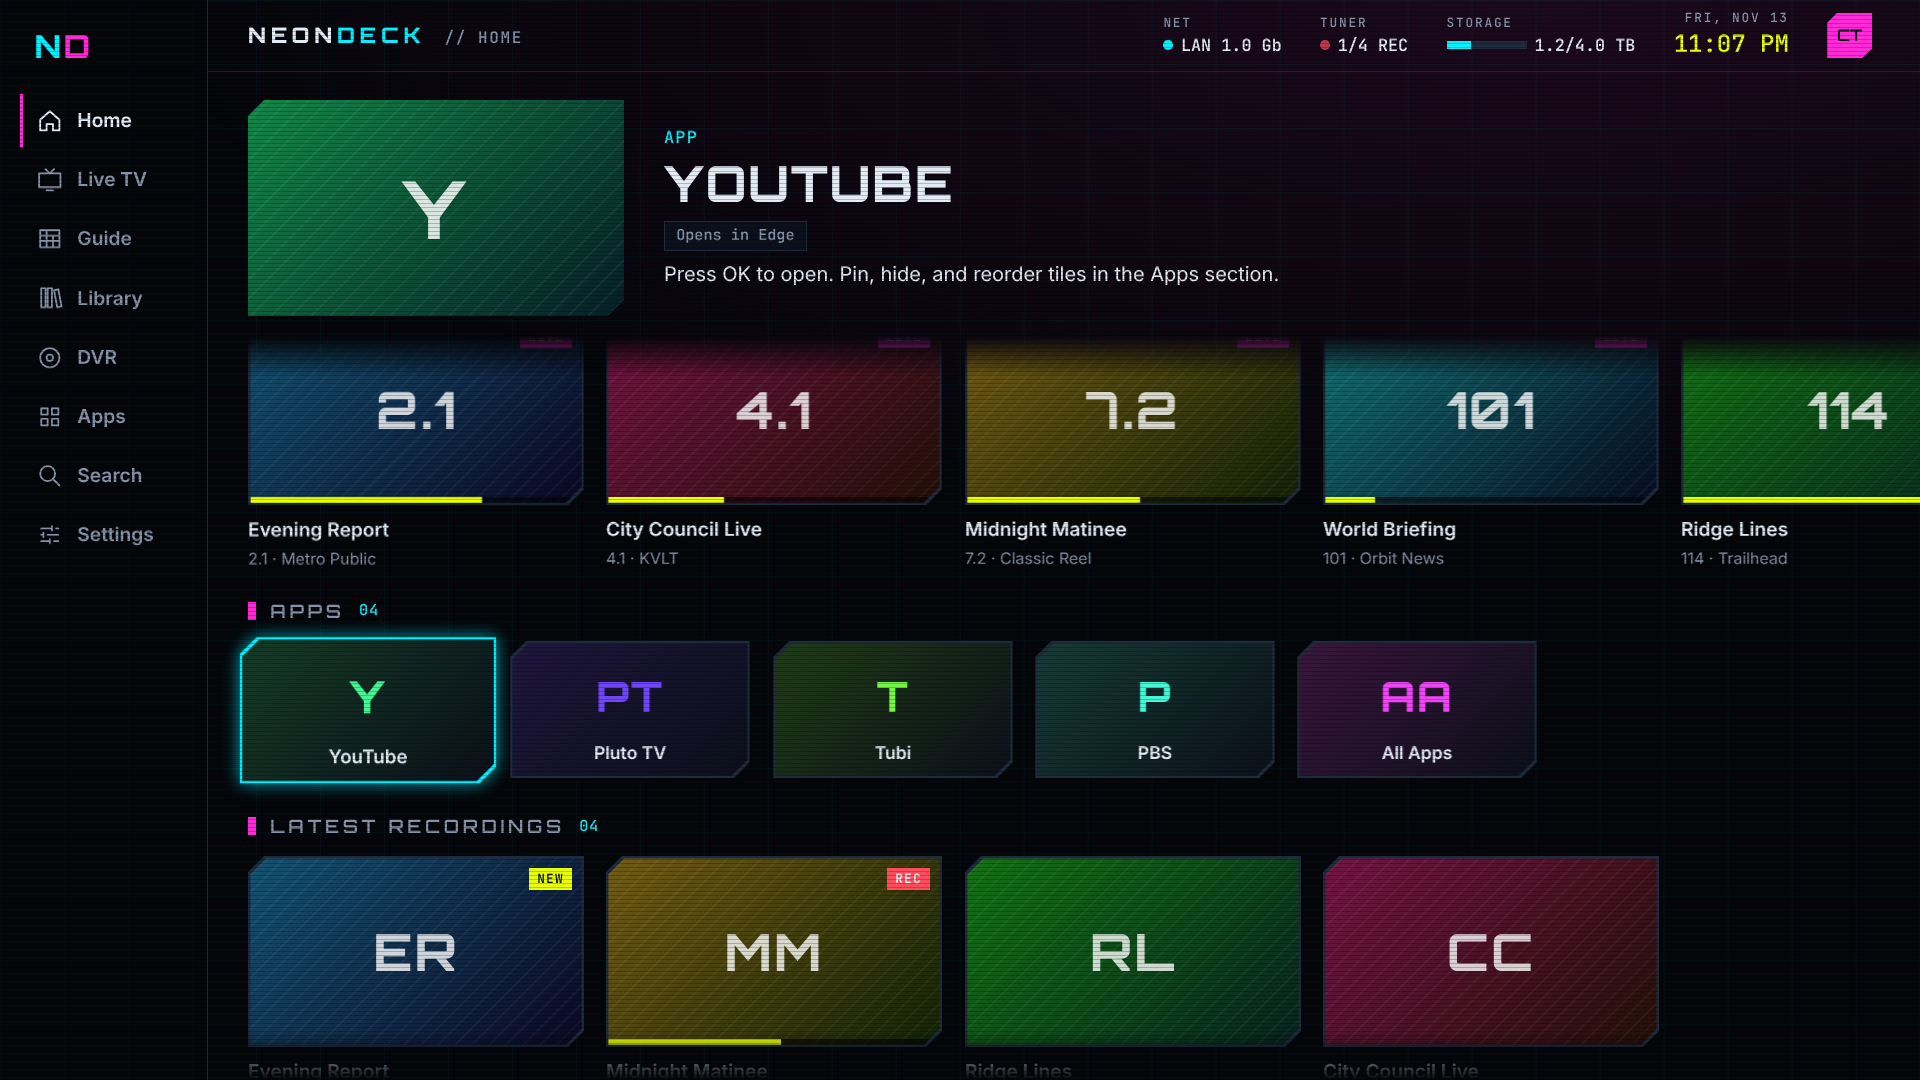 ND
NEONDECK // HOME
NET
LAN 1.0 Gb
TUNER
1/4 REC
STORAGE
1.2/4.0 TB
FRI, NOV 13
11:07 PM
CT
Home
Live TV
Guide
Library
DVR
Apps
Search
Settings
Y
APP
YOUTUBE
Opens in Edge
Press OK to open. Pin, hide, and reorder tiles in the Apps section.
2.1
4.1
7.2
101
114
Evening Report
2.1 · Metro Public
City Council Live
4.1 · KVLT
Midnight Matinee
7.2 · Classic Reel
World Briefing
101 · Orbit News
Ridge Lines
114 · Trailhead
APPS 04
Y
YouTube
PT
Pluto TV
T
Tubi
P
PBS
AA
All Apps
LATEST RECORDINGS 04
NEW
ER
REC
MM
RL
CC
Evening Report
Midnight Matinee
Ridge Lines
City Council Live